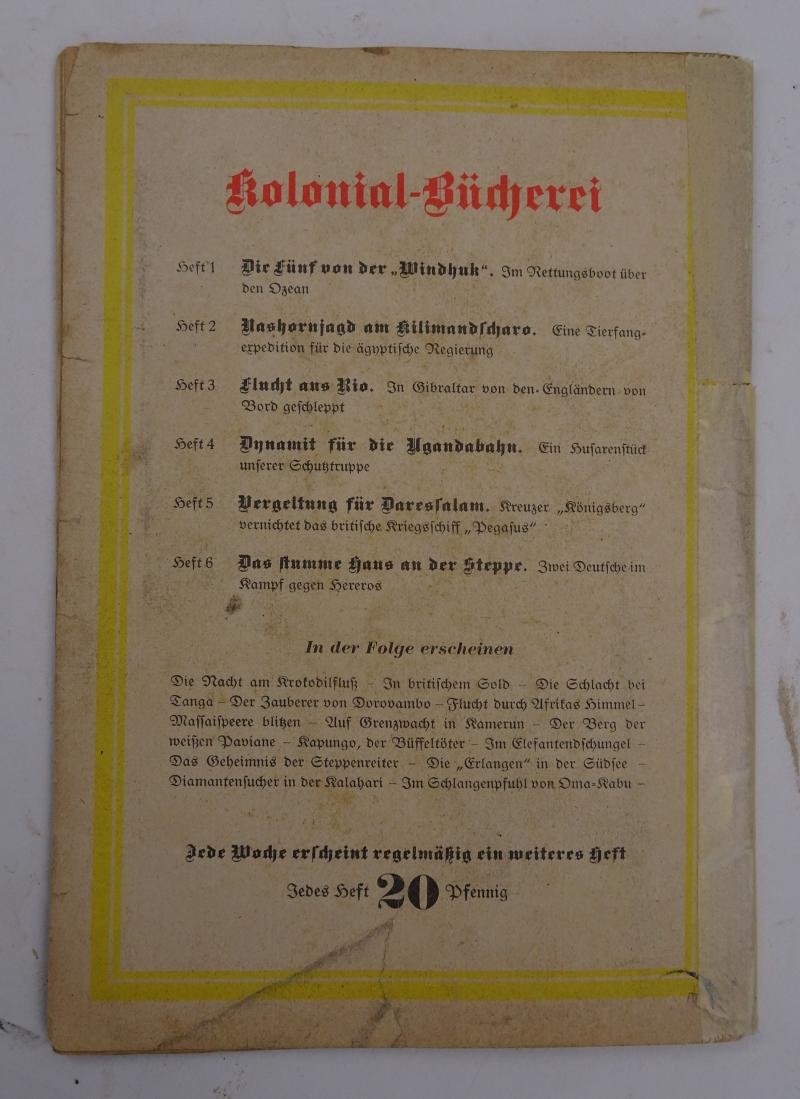 Kolonial-Bücherei
Heft 1 Die Fünf von der „Windhuk“. Im Rettungsboot über
den Ozean
Heft 2 Nashornjagd am Kilimandscharo. Eine Tierfang-
expedition für die ägyptische Regierung
Heft 3 Flucht aus Rio. In Gibraltar von den Engländern von
Bord geschleppt
Heft 4 Dynamit für die Ugandabahn. Ein Husarenstück
unserer Schutztruppe
Heft 5 Vergeltung für Daressalam. Kreuzer „Königsberg“
vernichtet das britische Kriegsschiff „Pegasus“
Heft 6 Das stumme Haus an der Steppe. Zwei Deutsche im
Kampf gegen Hereros
In der Folge erscheinen
Die Nacht am Krokodilfluß – In britischem Sold – Die Schlacht bei
Tanga – Der Zauberer von Dorovambo – Flucht durch Afrikas Himmel –
Massaispeere blitzen – Auf Grenzwacht in Kamerun – Der Berg der
weißen Paviane – Kapungo, der Büffeltöter – Im Elefantendschungel –
Das Geheimnis der Steppenreiter – Die „Erlangen“ in der Südsee –
Diamantensucher in der Kalahari – Im Schlangenpfuhl von Oma-Kabu –
Jede Woche erscheint regelmäßig ein weiteres Heft
Jedes Heft 20 Pfennig